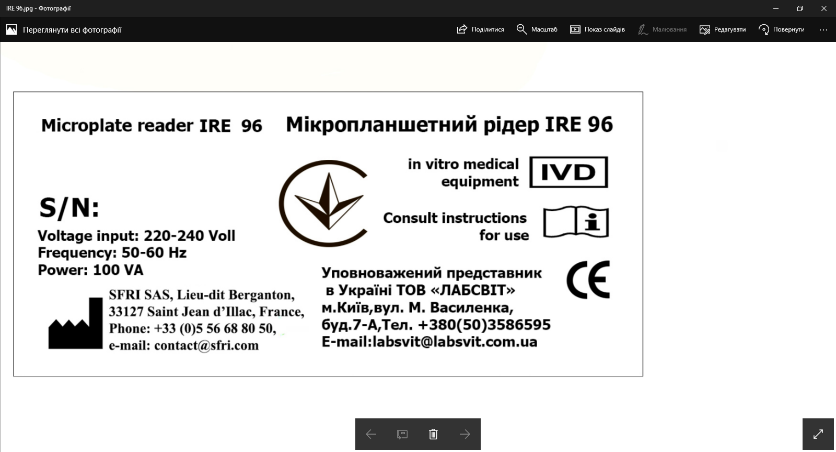 IRE 96.jpg - Фотографії
Переглянути всі фотографії
Поділитися
Масштаб
Показ слайдів
Малювання
Редагувати
Повернути
Microplate reader IRE 96
Мікропланшетний рідер IRE 96
in vitro medical
equipment
IVD
S/N:
Consult instructions
for use
i
Voltage input: 220-240 Voll
Frequency: 50-60 Hz
Power: 100 VA
SFRI SAS, Lieu-dit Berganton,
33127 Saint Jean d’Illac, France,
Phone: +33 (0)5 56 68 80 50,
e-mail: contact@sfri.com
Уповноважений представник
в Україні ТОВ «ЛАБСВІТ»
м.Київ,вул. М. Василенка,
буд.7-А,Тел. +380(50)3586595
E-mail:labsvit@labsvit.com.ua
CE